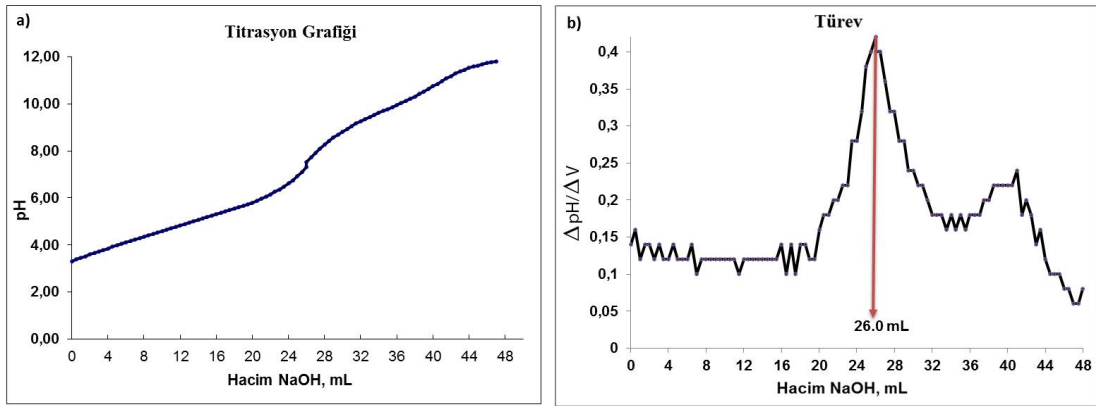 a)
Titrasyon Grafiği
12,00
10,00
8,00
6,00
4,00
2,00
0,00
pH
0 4 8 12 16 20 24 28 32 36 40 44 48
Hacim NaOH, mL
b)
Türev
0,4
0,35
0,3
0,25
0,2
0,15
0,1
0,05
0
ΔpH/ΔV
26.0 mL
0 4 8 12 16 20 24 28 32 36 40 44 48
Hacim NaOH, mL